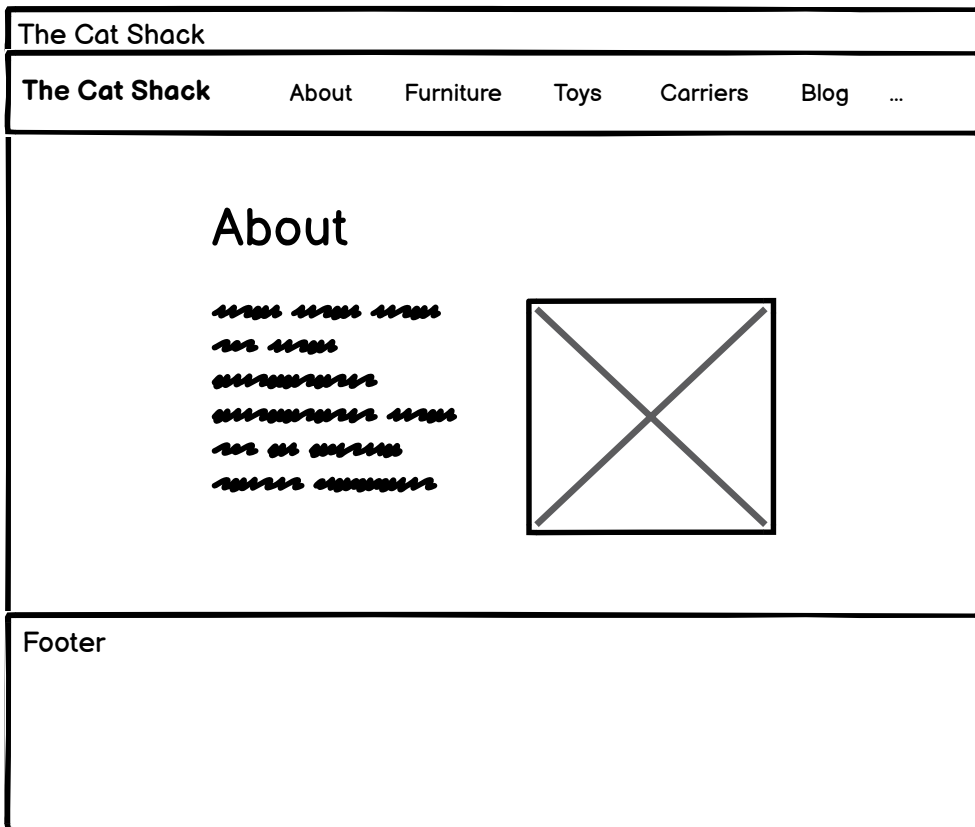 The Cat Shack
The Cat Shack About Furniture Toys Carriers Blog ...
About
Footer